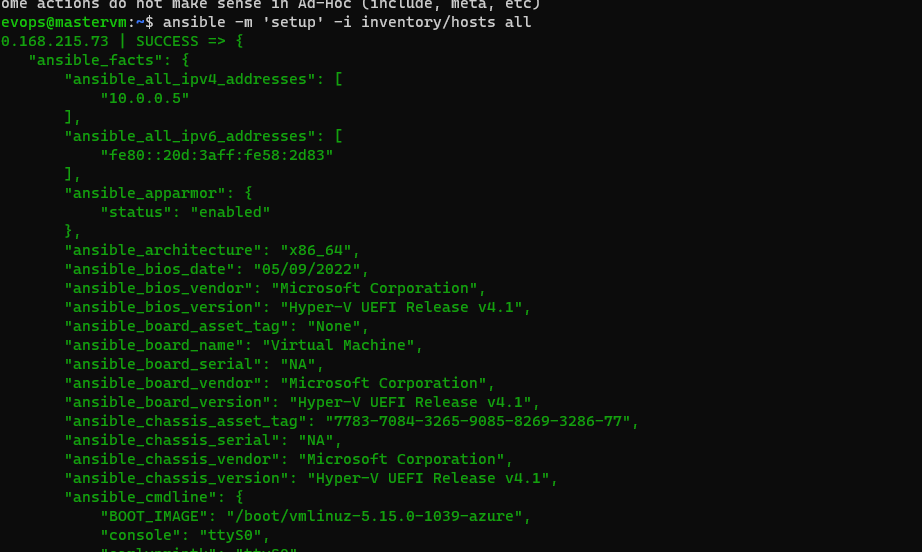 ome actions do not make sense in Ad-Hoc (include, meta, etc)
evops@mastervm:~$ ansible -m 'setup' -i inventory/hosts all
0.168.215.73 | SUCCESS => {
    "ansible_facts": {
        "ansible_all_ipv4_addresses": [
            "10.0.0.5"
        ],
        "ansible_all_ipv6_addresses": [
            "fe80::20d:3aff:fe58:2d83"
        ],
        "ansible_apparmor": {
            "status": "enabled"
        },
        "ansible_architecture": "x86_64",
        "ansible_bios_date": "05/09/2022",
        "ansible_bios_vendor": "Microsoft Corporation",
        "ansible_bios_version": "Hyper-V UEFI Release v4.1",
        "ansible_board_asset_tag": "None",
        "ansible_board_name": "Virtual Machine",
        "ansible_board_serial": "NA",
        "ansible_board_vendor": "Microsoft Corporation",
        "ansible_board_version": "Hyper-V UEFI Release v4.1",
        "ansible_chassis_asset_tag": "7783-7084-3265-9085-8269-3286-77",
        "ansible_chassis_serial": "NA",
        "ansible_chassis_vendor": "Microsoft Corporation",
        "ansible_chassis_version": "Hyper-V UEFI Release v4.1",
        "ansible_cmdline": {
            "BOOT_IMAGE": "/boot/vmlinuz-5.15.0-1039-azure",
            "console": "ttyS0",